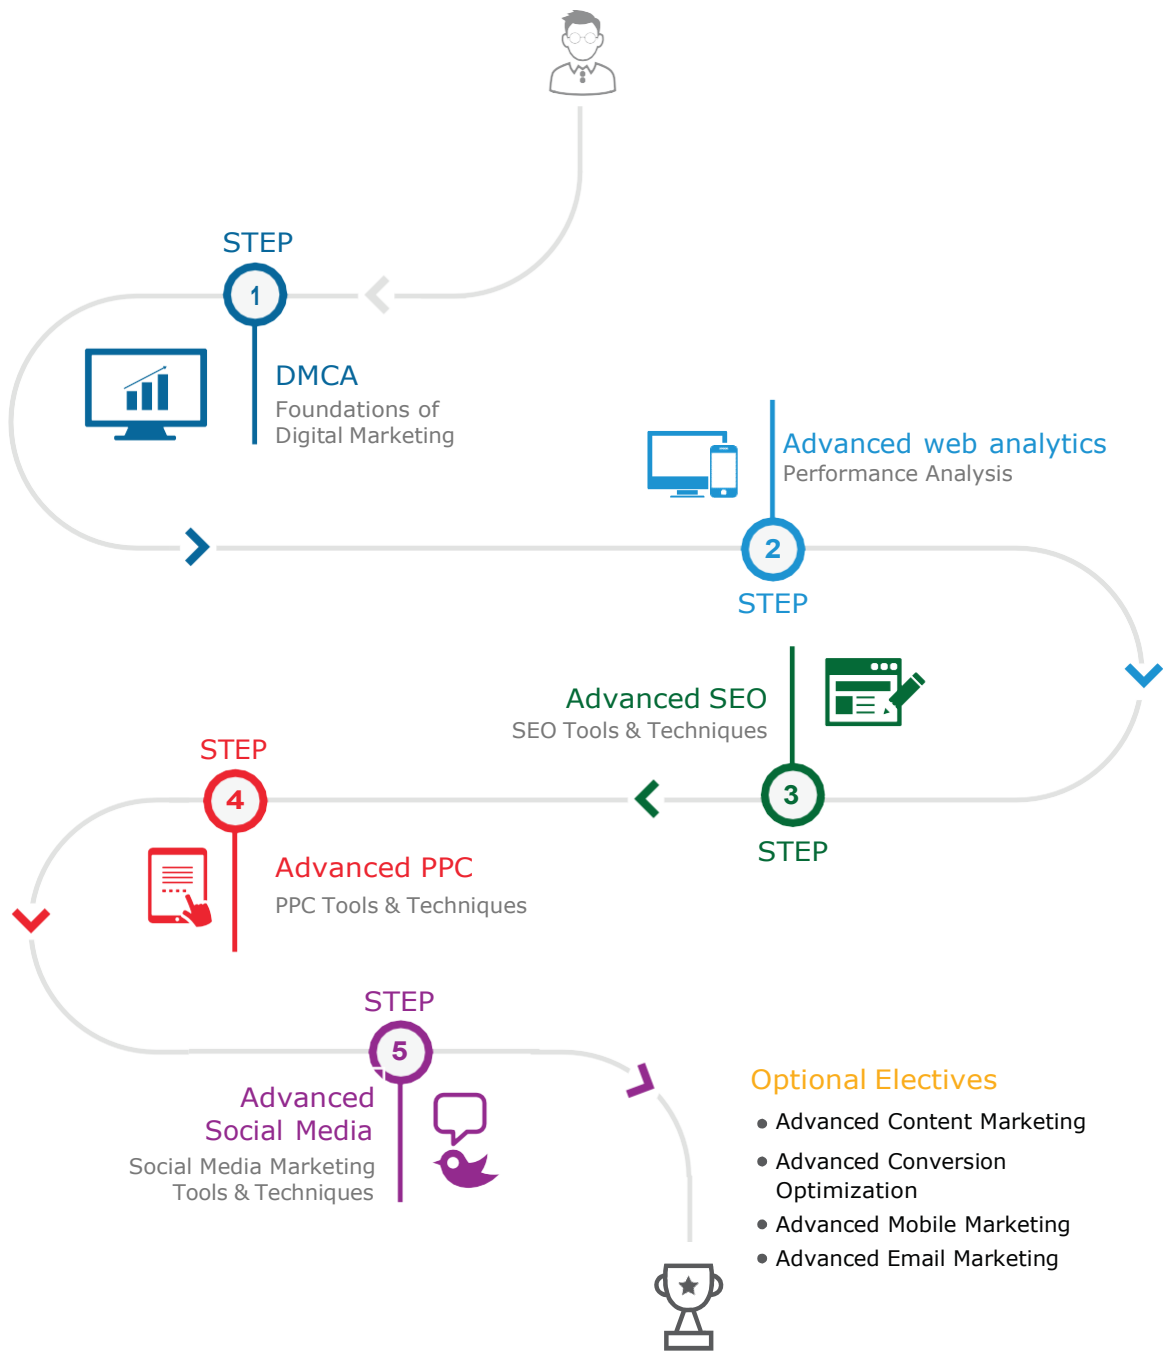 STEP
1
DMCA
Foundations of
Digital Marketing
Advanced web analytics
Performance Analysis
2
STEP
Advanced SEO
SEO Tools & Techniques
3
STEP
STEP
4
Advanced PPC
PPC Tools & Techniques
STEP
5
Advanced
Social Media
Social Media Marketing
Tools & Techniques
Optional Electives
Advanced Content Marketing
Advanced Conversion
Optimization
Advanced Mobile Marketing
Advanced Email Marketing